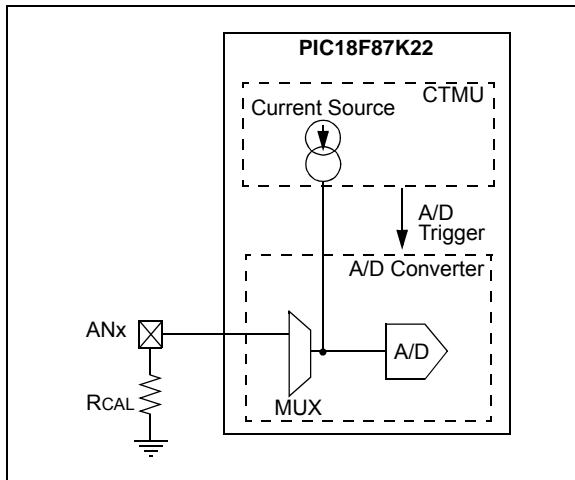 PIC18F87K22
CTMU
Current Source
A/D
Trigger
A/D Converter
ANx
A/D
RCAL
MUX